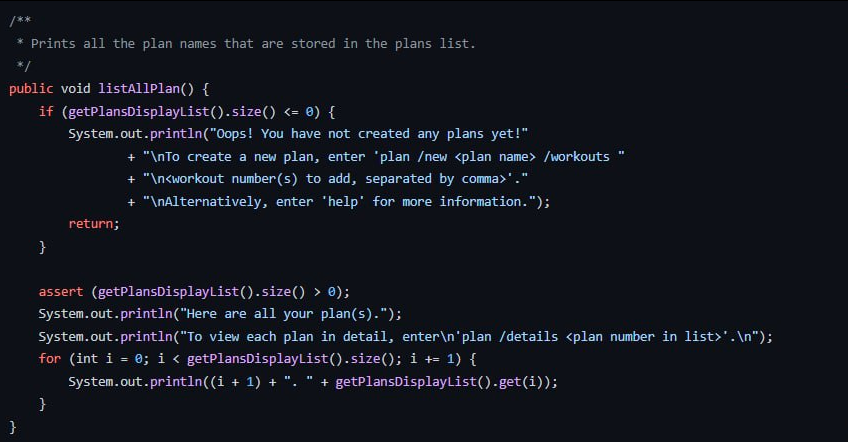 /**
 * Prints all the plan names that are stored in the plans list.
 */
public void listAllPlan() {
    if (getPlansDisplayList().size() <= 0) {
        System.out.println("Oops! You have not created any plans yet!"
                + "\nTo create a new plan, enter 'plan /new <plan name> /workouts "
                + "\n<workout number(s) to add, separated by comma>'."
                + "\nAlternatively, enter 'help' for more information.");
        return;
    }

    assert (getPlansDisplayList().size() > 0);
    System.out.println("Here are all your plan(s).");
    System.out.println("To view each plan in detail, enter\n'plan /details <plan number in list>'.\n");
    for (int i = 0; i < getPlansDisplayList().size(); i += 1) {
        System.out.println((i + 1) + ". " + getPlansDisplayList().get(i));
    }
}